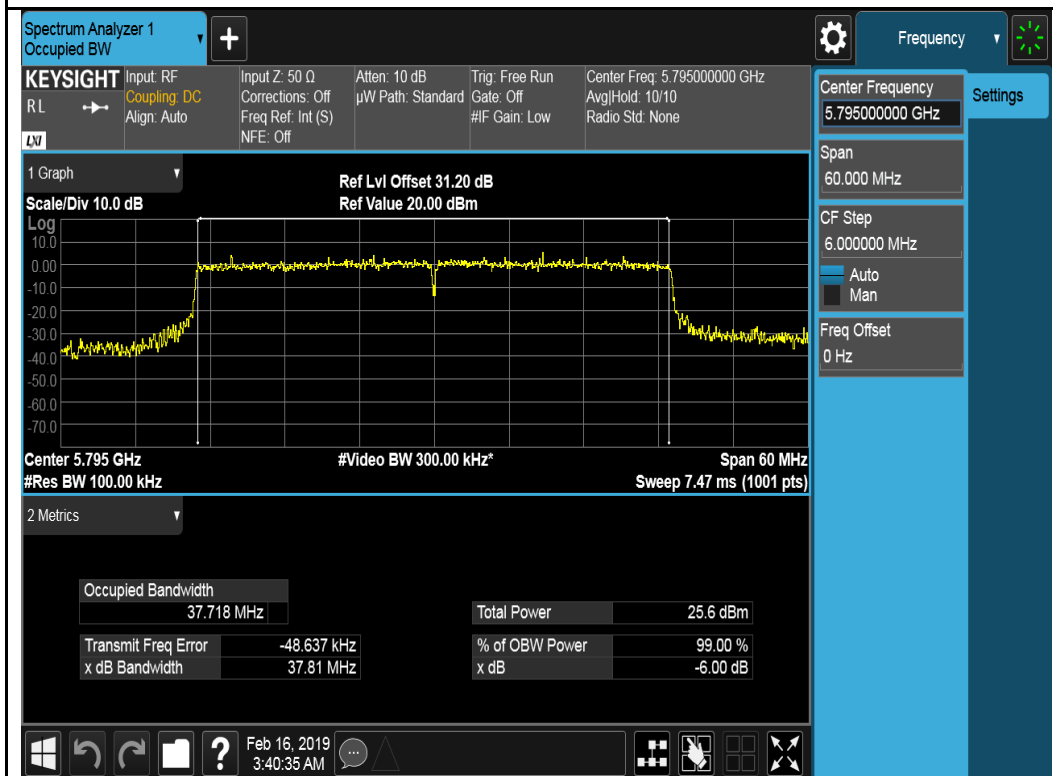 Spectrum Analyzer 1
Occupied BW
+
Frequency
KEYSIGHT
RL
LXI
Input: RF
Coupling: DC
Align: Auto
Input Z: 50 Ω
Corrections: Off
Freq Ref: Int (S)
NFE: Off
Atten: 10 dB
µW Path: Standard
Trig: Free Run
Gate: Off
#IF Gain: Low
Center Freq: 5.795000000 GHz
Avg|Hold: 10/10
Radio Std: None
Center Frequency
5.795000000 GHz
Settings
Span
60.000 MHz
CF Step
6.000000 MHz
Auto
Man
Freq Offset
0 Hz
1 Graph
Scale/Div 10.0 dB
Ref Lvl Offset 31.20 dB
Ref Value 20.00 dBm
Log
10.0
0.00
-10.0
-20.0
-30.0
-40.0
-50.0
-60.0
-70.0
Center 5.795 GHz
#Video BW 300.00 kHz*
Span 60 MHz
#Res BW 100.00 kHz
Sweep 7.47 ms (1001 pts)
2 Metrics
Occupied Bandwidth
37.718 MHz
Total Power 25.6 dBm
Transmit Freq Error -48.637 kHz
% of OBW Power 99.00 %
x dB Bandwidth 37.81 MHz
x dB -6.00 dB
?
Feb 16, 2019
3:40:35 AM